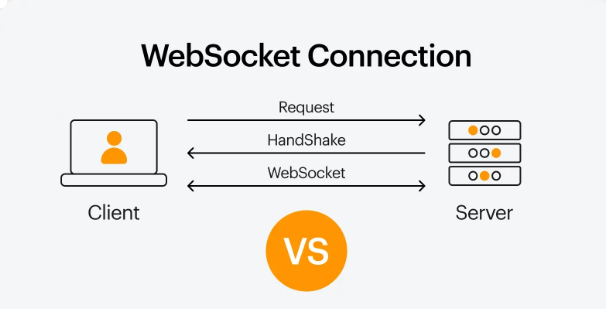 WebSocket Connection
Request
HandShake
WebSocket
Client
Server
VS